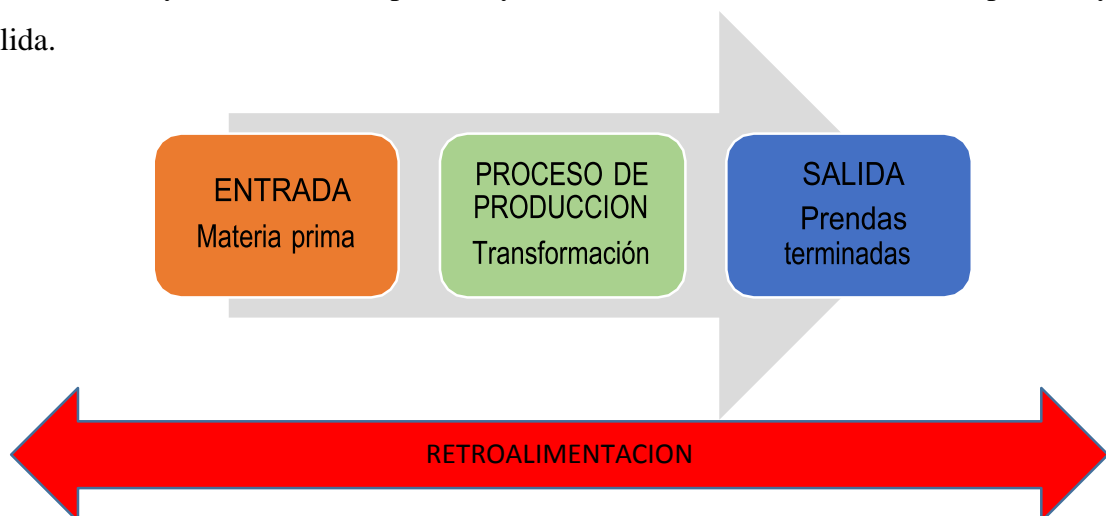 lida.
ENTRADA
Materia prima
PROCESO DE
PRODUCCION
Transformación
SALIDA
Prendas
terminadas
RETROALIMENTACION